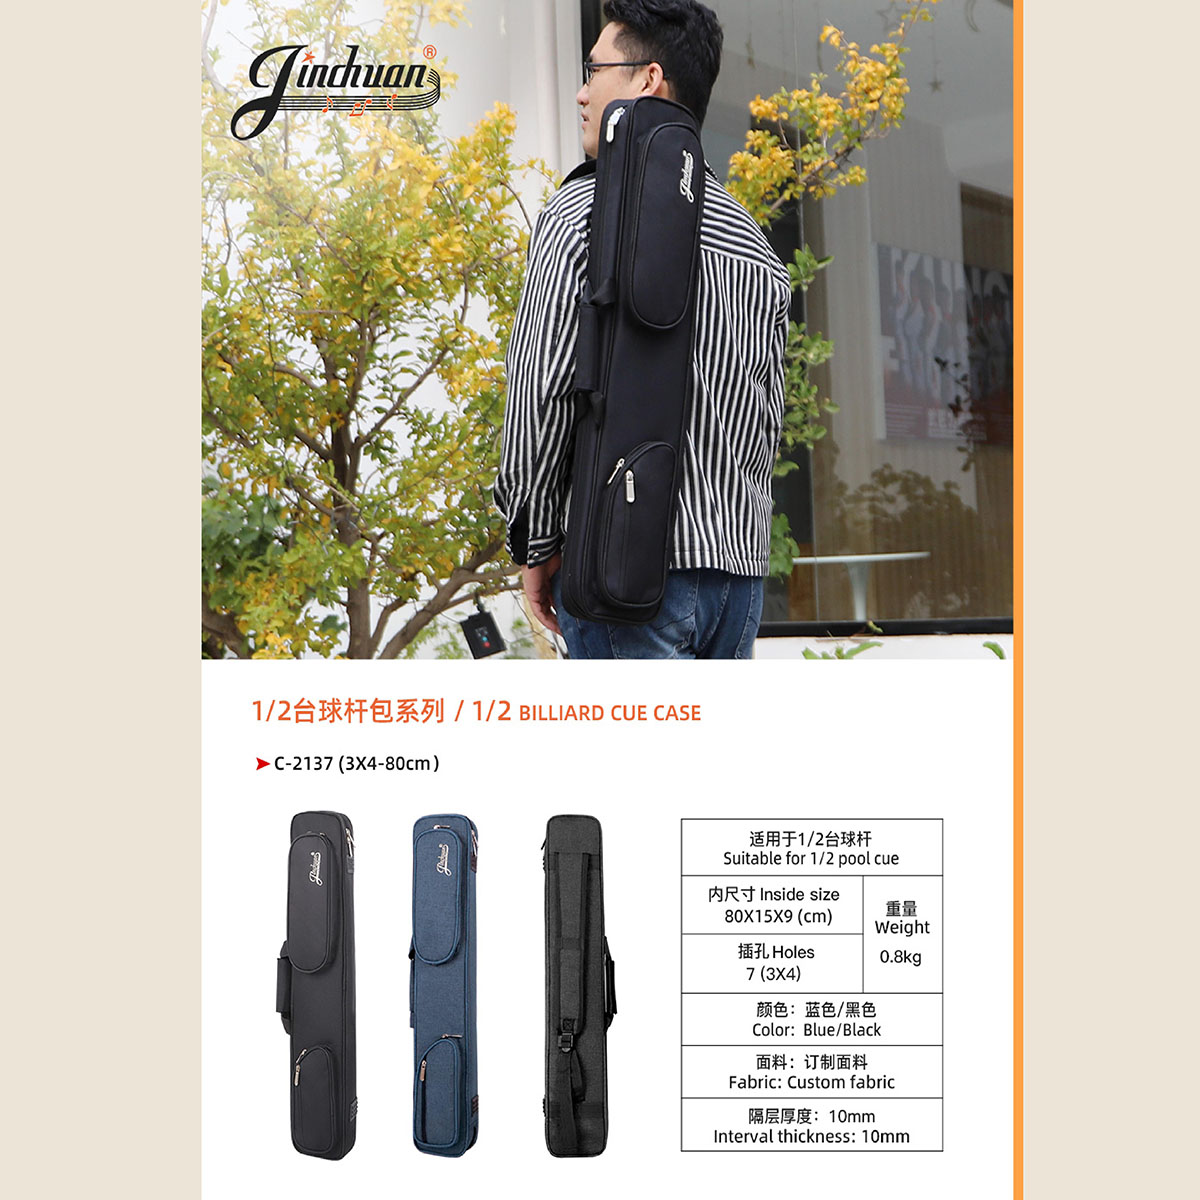 Jinchuan®
Jinchuan
1/2台球杆包系列 / 1/2 BILLIARD CUE CASE
➤C-2137 (3X4-80cm)
Jinchuan
Jinchuan
适用于1/2台球杆
Suitable for 1/2 pool cue
内尺寸 Inside size
80X15X9 (cm)
重量
Weight
0.8kg
插孔 Holes
7 (3X4)
颜色：蓝色/黑色
Color: Blue/Black
面料：订制面料
Fabric: Custom fabric
隔层厚度：10mm
Interval thickness: 10mm